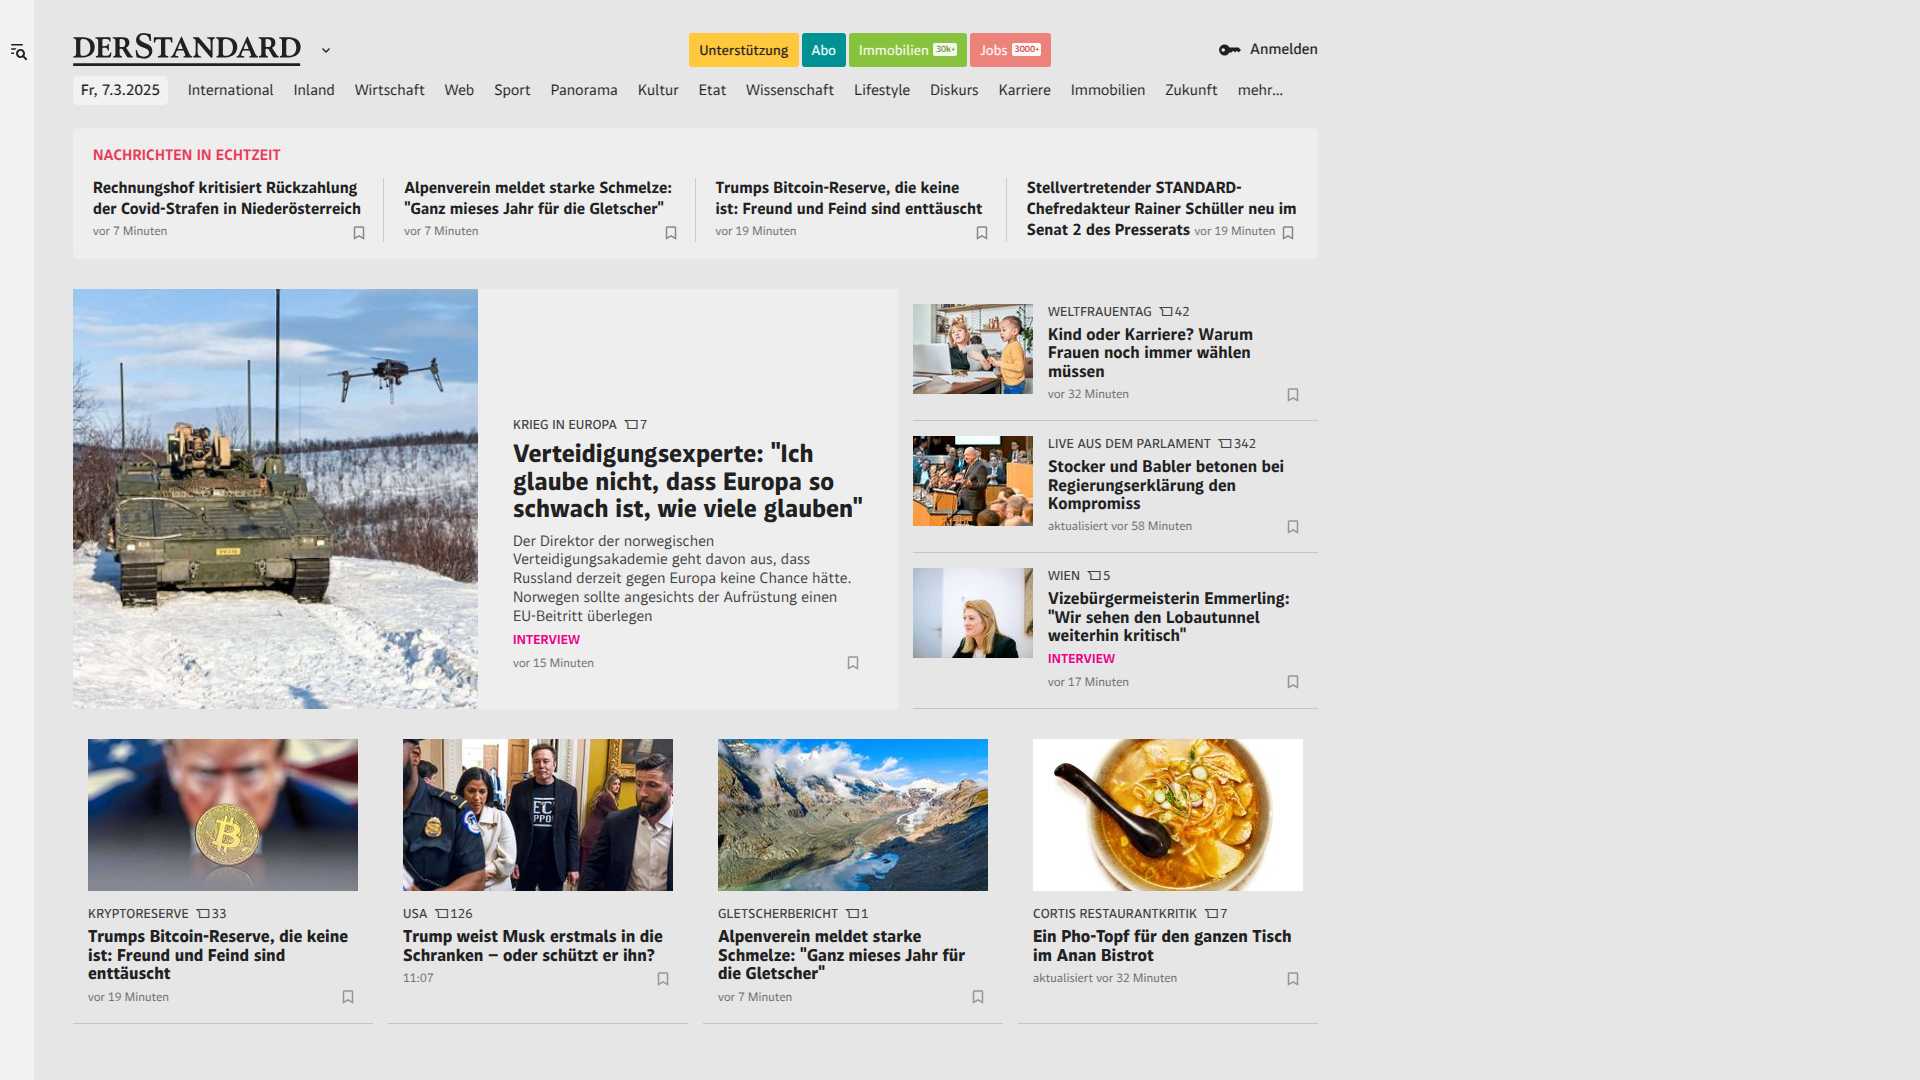 DERSTANDARD
Unterstützung
Abo
Immobilien 30k+
Jobs 3000+
Anmelden
Fr, 7.3.2025
International
Inland
Wirtschaft
Web
Sport
Panorama
Kultur
Etat
Wissenschaft
Lifestyle
Diskurs
Karriere
Immobilien
Zukunft
mehr...
NACHRICHTEN IN ECHTZEIT
Rechnungshof kritisiert Rückzahlung
der Covid-Strafen in Niederösterreich
vor 7 Minuten
Alpenverein meldet starke Schmelze:
"Ganz mieses Jahr für die Gletscher"
vor 7 Minuten
Trumps Bitcoin-Reserve, die keine
ist: Freund und Feind sind enttäuscht
vor 19 Minuten
Stellvertretender STANDARD-
Chefredakteur Rainer Schüller neu im
Senat 2 des Presserats vor 19 Minuten
KRIEG IN EUROPA 7
Verteidigungsexperte: "Ich
glaube nicht, dass Europa so
schwach ist, wie viele glauben"
Der Direktor der norwegischen
Verteidigungsakademie geht davon aus, dass
Russland derzeit gegen Europa keine Chance hätte.
Norwegen sollte angesichts der Aufrüstung einen
EU-Beitritt überlegen
INTERVIEW
vor 15 Minuten
WELTFRAUENTAG 42
Kind oder Karriere? Warum
Frauen noch immer wählen
müssen
vor 32 Minuten
LIVE AUS DEM PARLAMENT 342
Stocker und Babler betonen bei
Regierungserklärung den
Kompromiss
aktualisiert vor 58 Minuten
WIEN 5
Vizebürgermeisterin Emmerling:
"Wir sehen den Lobautunnel
weiterhin kritisch"
INTERVIEW
vor 17 Minuten
KRYPTORESERVE 33
Trumps Bitcoin-Reserve, die keine
ist: Freund und Feind sind
enttäuscht
vor 19 Minuten
USA 126
Trump weist Musk erstmals in die
Schranken – oder schützt er ihn?
11:07
GLETSCHERBERICHT 1
Alpenverein meldet starke
Schmelze: "Ganz mieses Jahr für
die Gletscher"
vor 7 Minuten
CORTIS RESTAURANTKRITIK 7
Ein Pho-Topf für den ganzen Tisch
im Anan Bistrot
aktualisiert vor 32 Minuten